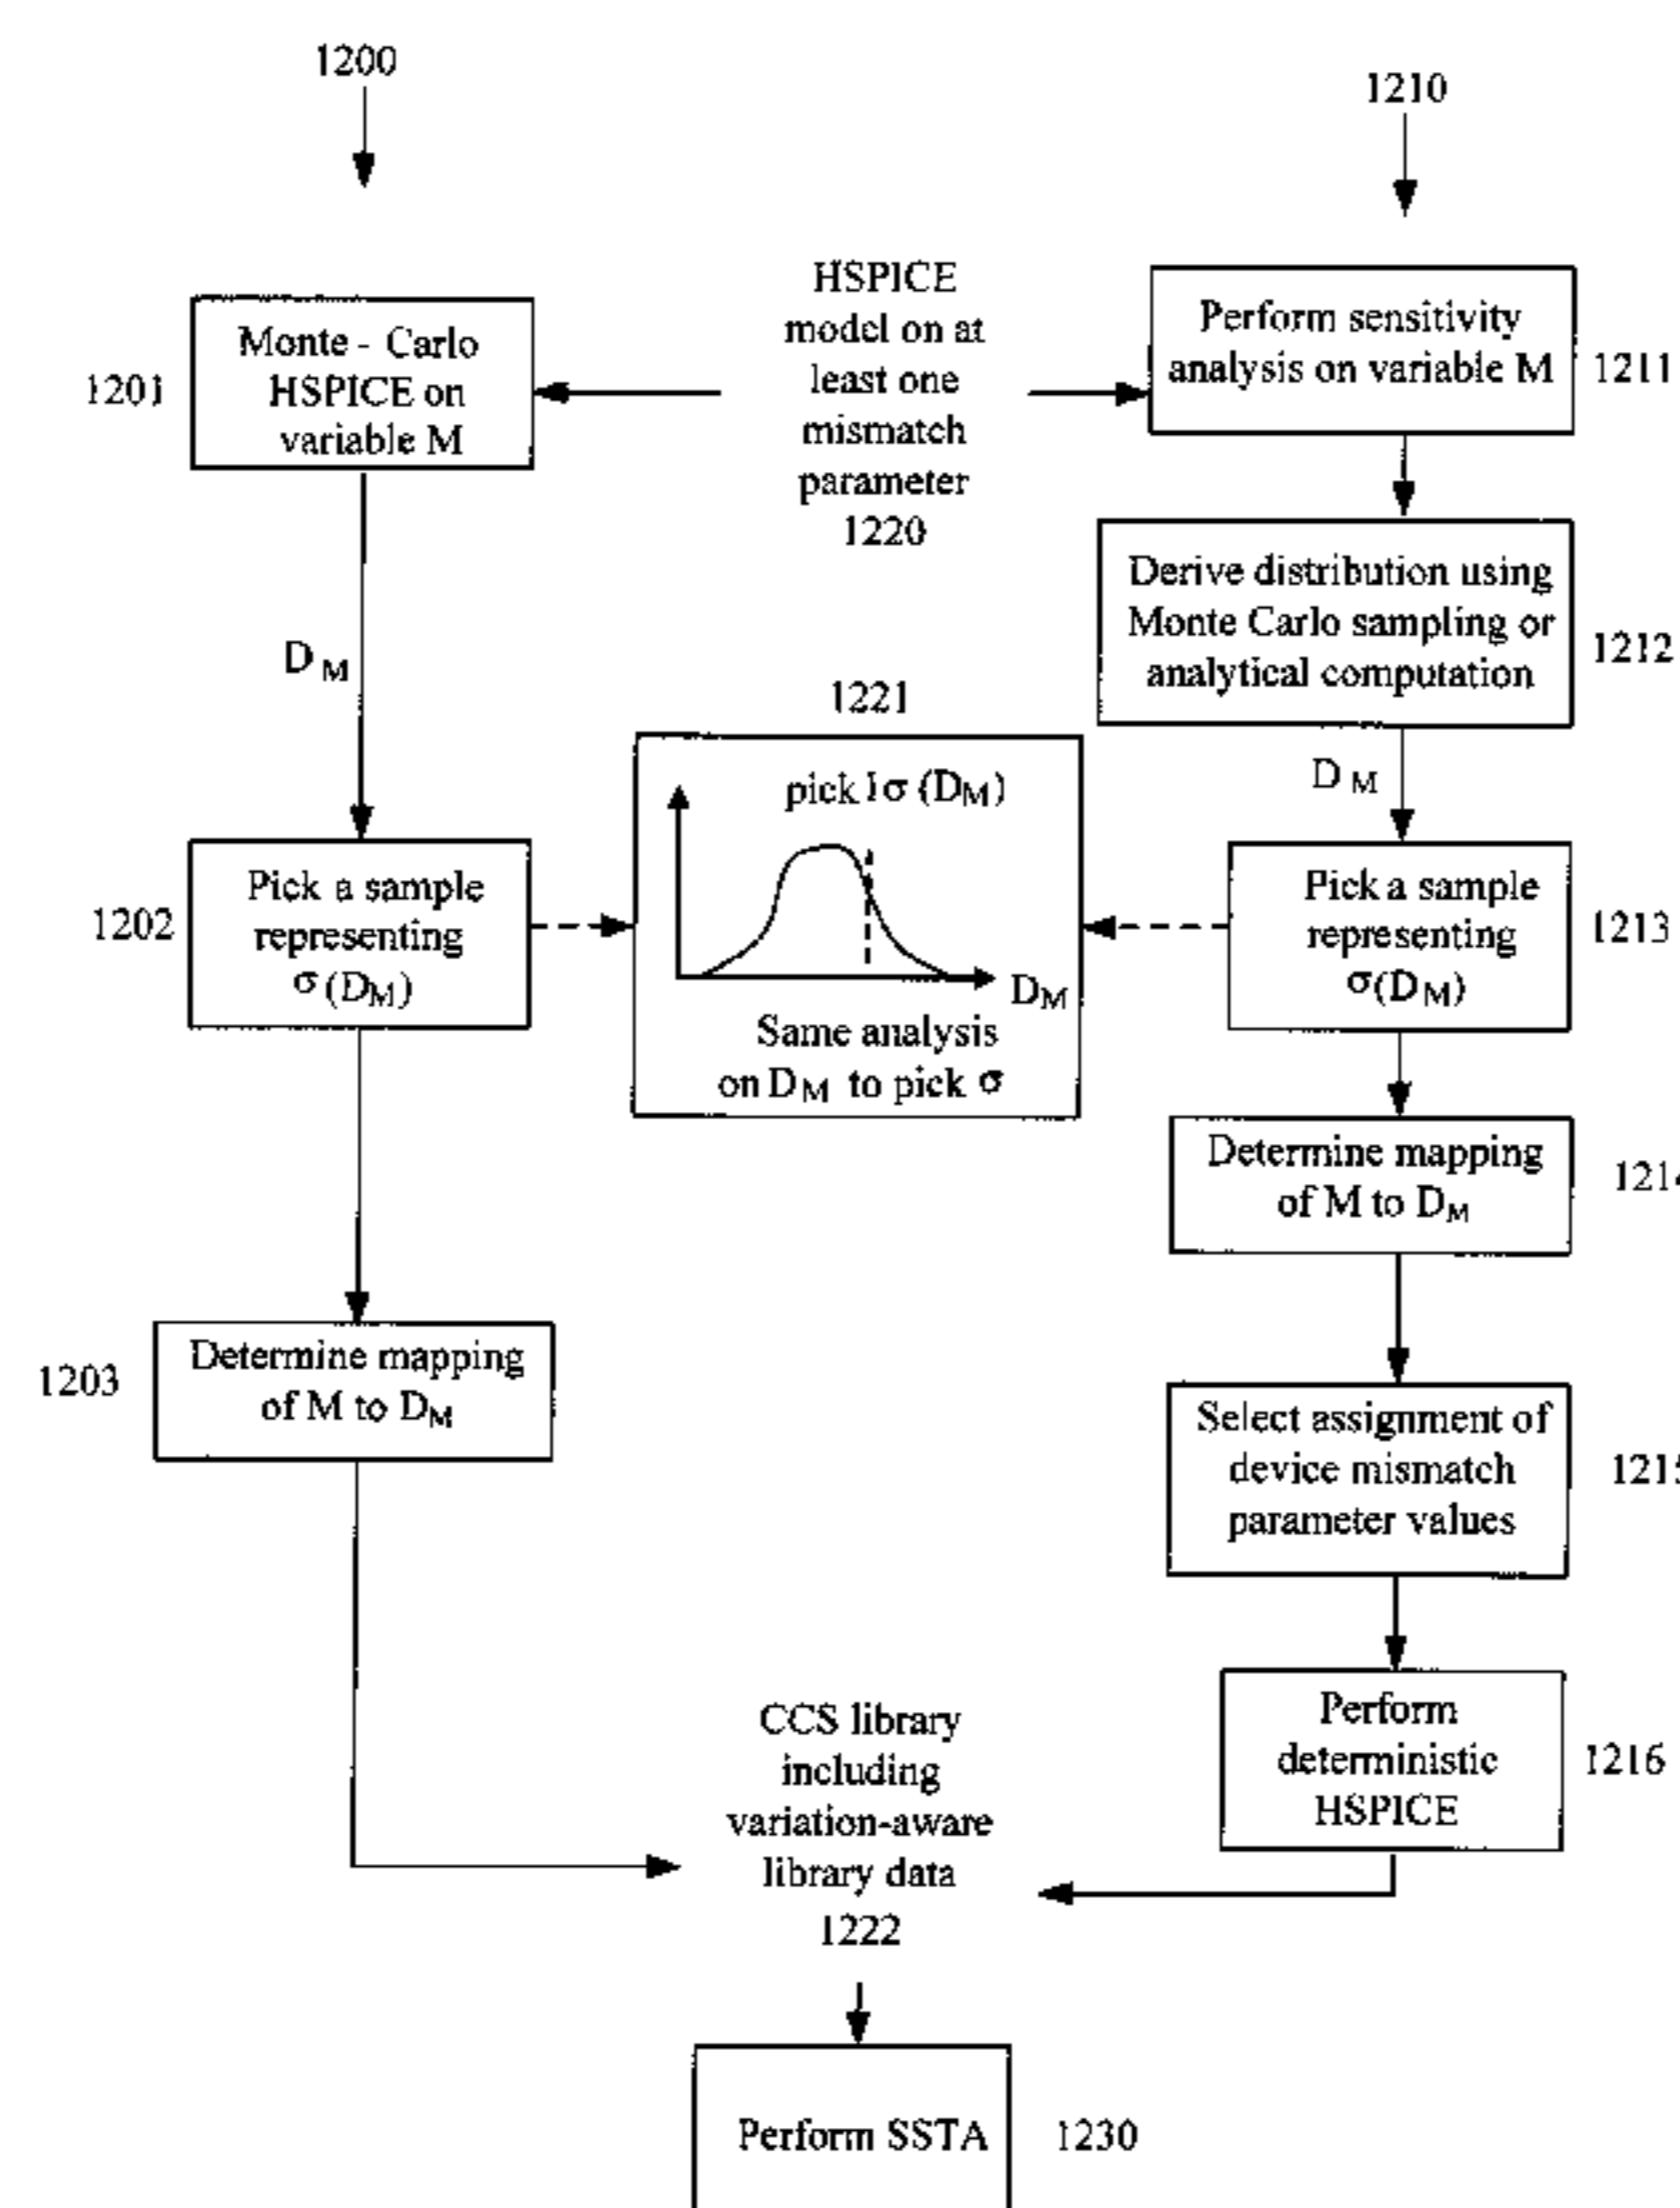 1200
1210
HSPICE
model on at
least one
mismatch
parameter
1220
Monte - Carlo
HSPICE on
variable M
1201
Perform sensitivity
analysis on variable M
1211
Derive distribution using
Monte Carlo sampling or
analytical computation
1212
D M
D M
1221
pick 1σ (DM)
DM
Same analysis
on DM to pick σ
1202
Pick a sample
representing
σ (DM)
Pick a sample
representing
σ(DM)
1213
Determine mapping
of M to DM
1214
1203
Determine mapping
of M to DM
Select assignment of
device mismatch
parameter values
1215
Perform
deterministic
HSPICE
1216
CCS library
including
variation-aware
library data
1222
Perform SSTA
1230